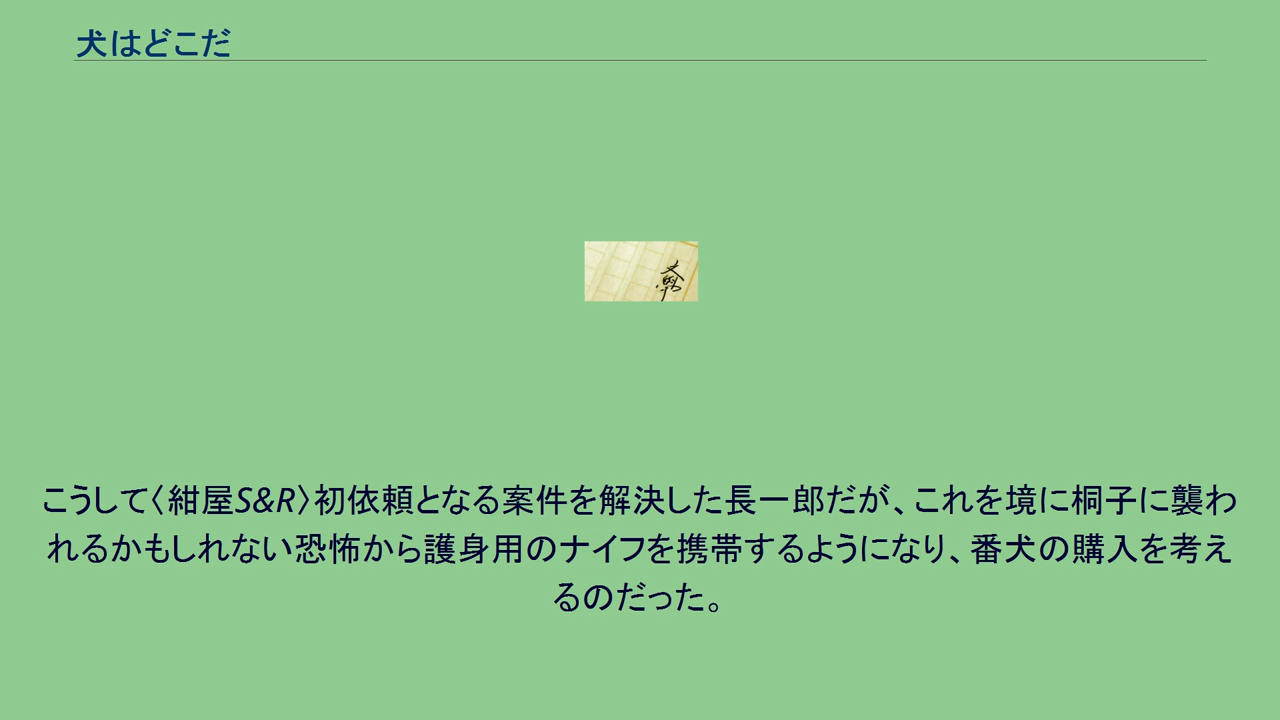 犬はどこだ
こうして〈紺屋S&R〉初依頼となる案件を解決した長一郎だが、これを境に桐子に襲わ
れるかもしれない恐怖から護身用のナイフを携帯するようになり、番犬の購入を考え
るのだった。